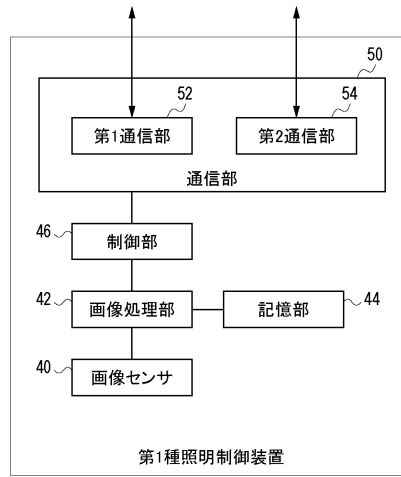 50
52
54
第1通信部
第2通信部
通信部
46
制御部
42
画像処理部
記憶部
44
40
画像センサ
第1種照明制御装置